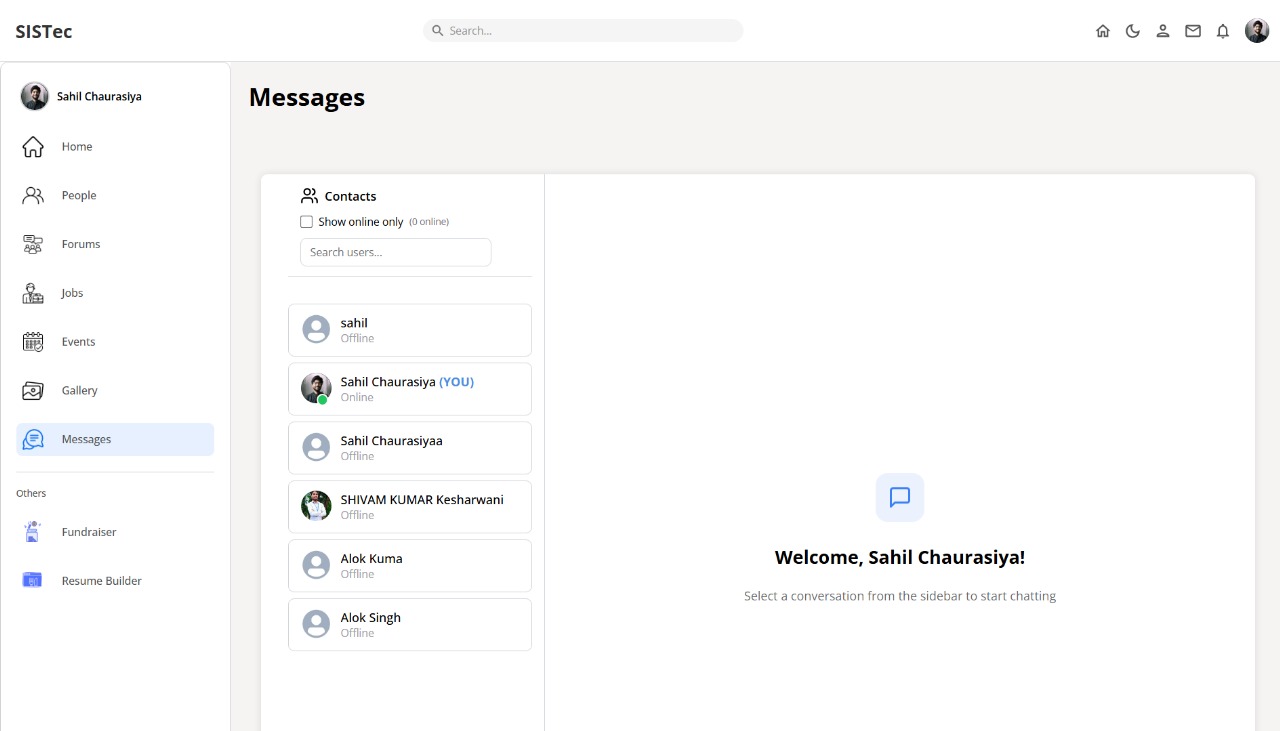 SISTec
Search...
Sahil Chaurasiya
Home
People
Forums
Jobs
Events
Gallery
Messages
Others
Fundraiser
Resume Builder
Messages
Contacts
Show online only (0 online)
Search users...
sahil
Offline
Sahil Chaurasiya (YOU)
Online
Sahil Chaurasiyaa
Offline
SHIVAM KUMAR Kesharwani
Offline
Alok Kuma
Offline
Alok Singh
Offline
Welcome, Sahil Chaurasiya!
Select a conversation from the sidebar to start chatting